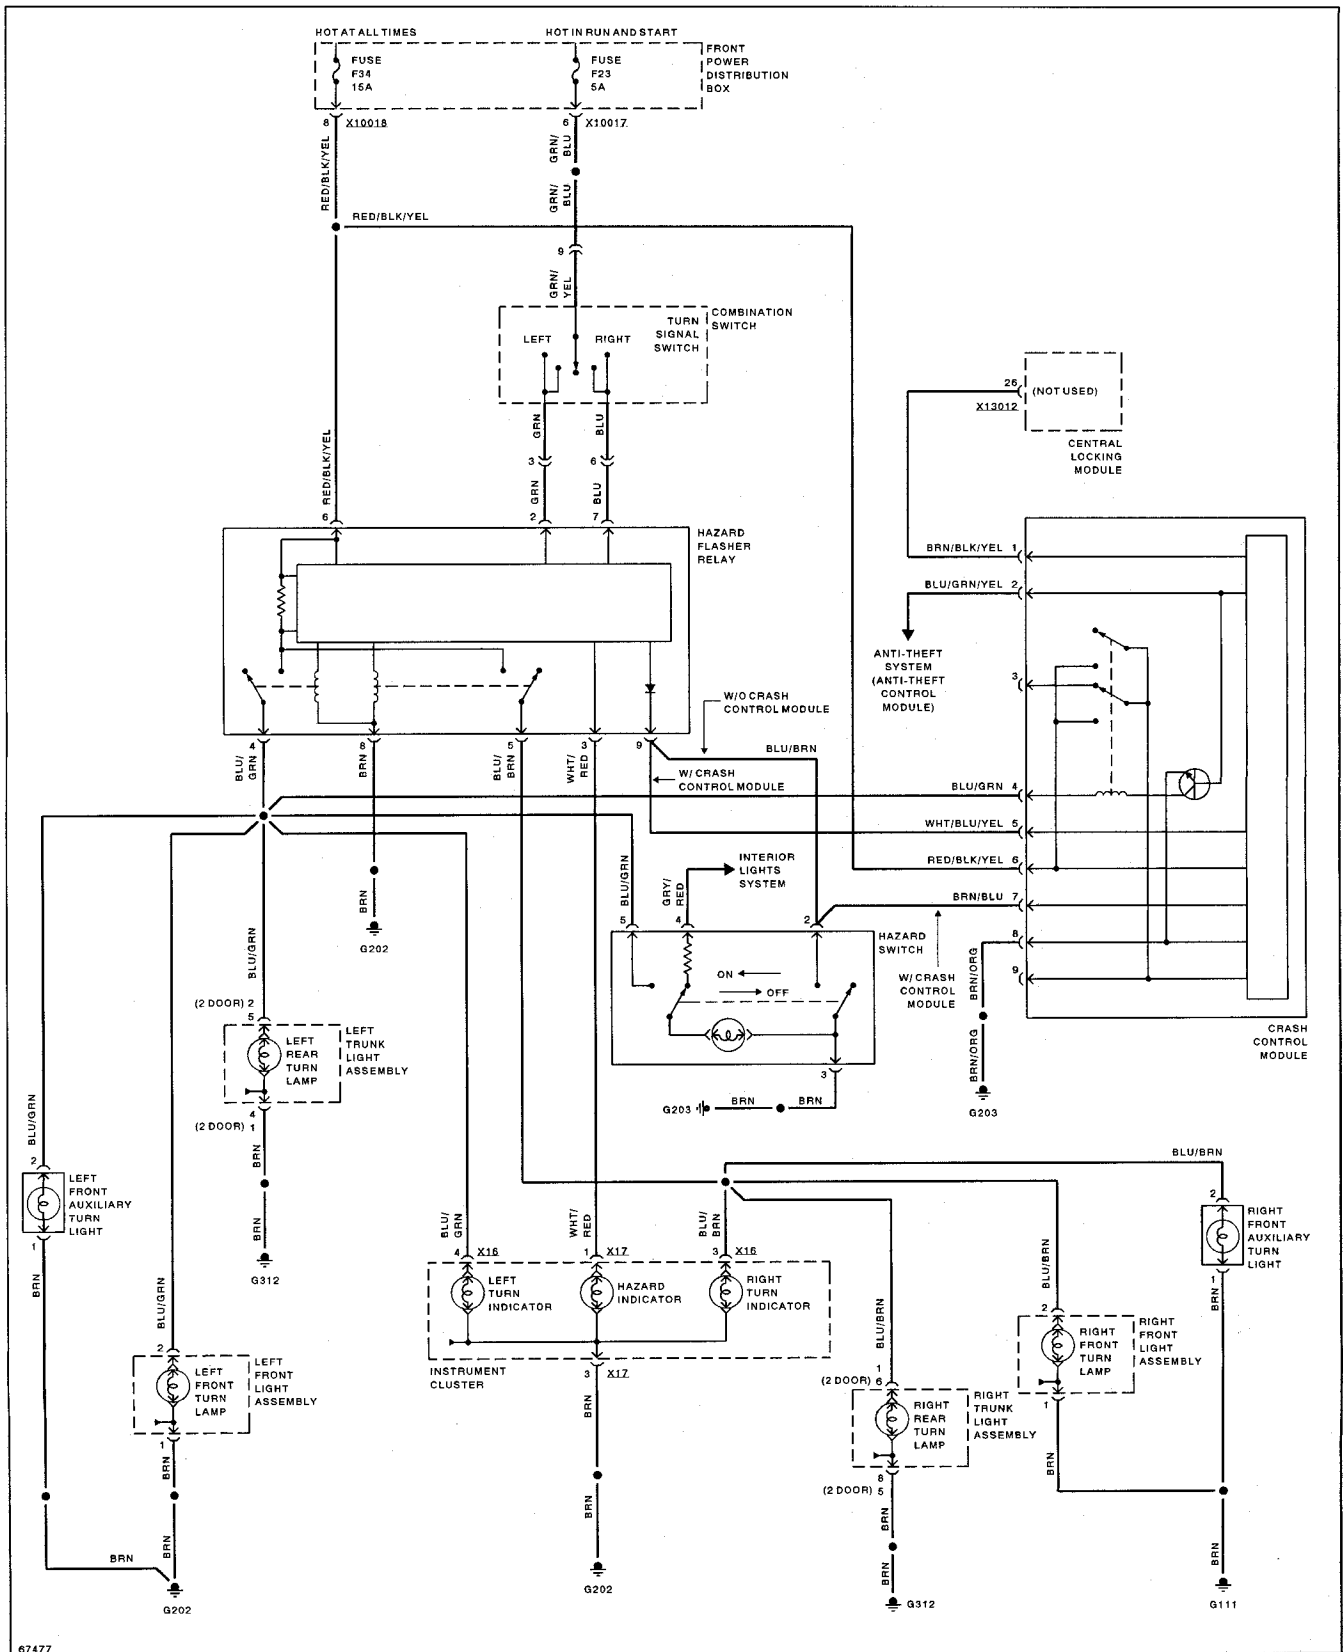 HOT AT ALL TIMES
HOT IN RUN AND START
FUSE
F34
15A
FUSE
F23
5A
FRONT
POWER
DISTRIBUTION
BOX
8 X10018
6 X10017
RED/BLK/YEL
GRN/
BLU
GRN/
BLU
RED/BLK/YEL
9
GRN/
YEL
COMBINATION
SWITCH
TURN
SIGNAL
SWITCH
LEFT
RIGHT
GRN
BLU
3
6
GRN
BLU
RED/BLK/YEL
6
2
7
HAZARD
FLASHER
RELAY
26
(NOT USED)
X13012
CENTRAL
LOCKING
MODULE
BRN/BLK/YEL 1
BLU/GRN/YEL 2
ANTI-THEFT
SYSTEM
(ANTI-THEFT
CONTROL
MODULE)
3
BLU/GRN 4
WHT/BLU/YEL 5
RED/BLK/YEL 6
BRN/BLU 7
8
9
CRASH
CONTROL
MODULE
W/O CRASH
CONTROL MODULE
BLU/BRN
W/ CRASH
CONTROL MODULE
4
8
5
3
9
BLU/
GRN
BRN
BLU/
BRN
WHT/
RED
BRN
G202
BLU/GRN
GRY/
RED
INTERIOR
LIGHTS
SYSTEM
5
4
2
HAZARD
SWITCH
ON
OFF
3
W/ CRASH
CONTROL
MODULE
BRN/ORG
BRN/ORG
G203
G203
BRN
BRN
BLU/GRN
(2 DOOR) 2
5
LEFT
REAR
TURN
LAMP
LEFT
TRUNK
LIGHT
ASSEMBLY
4
(2 DOOR) 1
BRN
BRN
G312
BLU/GRN
2
LEFT
FRONT
AUXILIARY
TURN
LIGHT
1
BRN
BLU/GRN
2
LEFT
FRONT
TURN
LAMP
LEFT
FRONT
LIGHT
ASSEMBLY
1
BRN
BRN
BRN
G202
BLU/
GRN
WHT/
RED
BLU/
BRN
4 X16
1 X17
3 X16
LEFT
TURN
INDICATOR
HAZARD
INDICATOR
RIGHT
TURN
INDICATOR
INSTRUMENT
CLUSTER
3 X17
BRN
BRN
G202
BLU/BRN
1
(2 DOOR) 6
RIGHT
REAR
TURN
LAMP
RIGHT
TRUNK
LIGHT
ASSEMBLY
8
(2 DOOR) 5
BRN
BRN
G312
BLU/BRN
2
RIGHT
FRONT
TURN
LAMP
RIGHT
FRONT
LIGHT
ASSEMBLY
1
BRN
BLU/BRN
2
RIGHT
FRONT
AUXILIARY
TURN
LIGHT
1
BRN
BRN
G111
67477